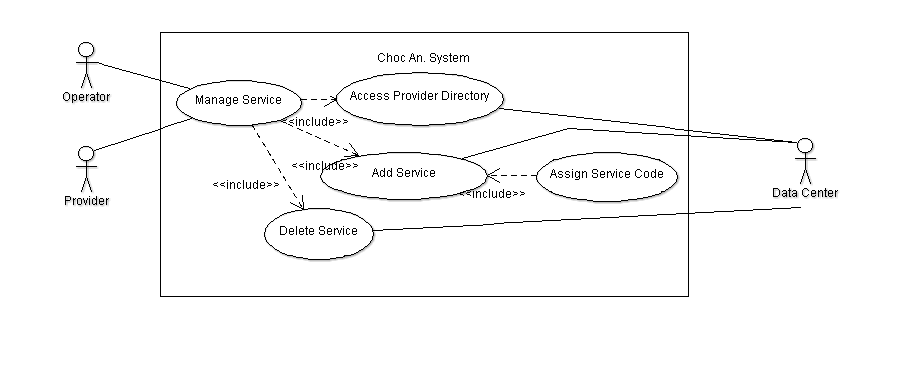 Choc An. System
Operator
Manage Service
Access Provider Directory
<<include>>
<<include>>
Add Service
Assign Service Code
Provider
<<include>>
<<include>>
Data Center
Delete Service